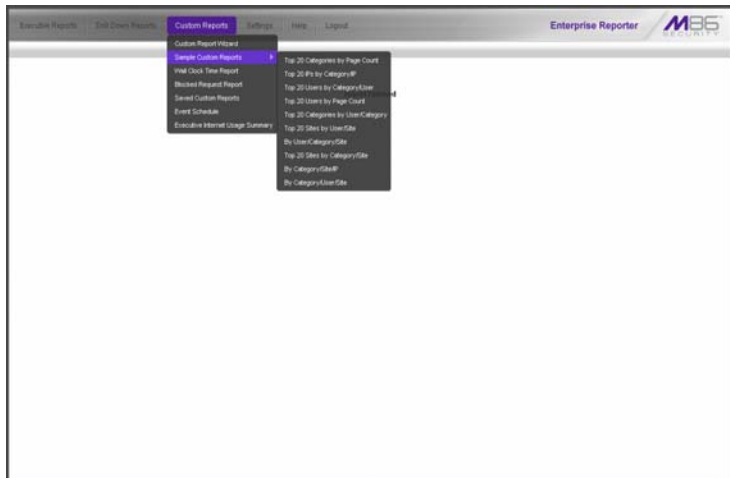 Executive Reports Drill Down Reports Custom Reports Settings Help Logout Enterprise Reporter M86 SECURITY
Custom Report Wizard
Sample Custom Reports
Wall Clock Time Report
Blocked Request Report
Saved Custom Reports
Event Schedule
Executive Internet Usage Summary
Top 20 Categories by Page Count
Top 20 IPs by Category/IP
Top 20 Users by Category/User
Top 20 Users by Page Count
Top 20 Categories by User/Category
Top 20 Sites by User/Site
By User/Category/Site
Top 20 Sites by Category/Site
By Category/Site/IP
By Category/User/Site